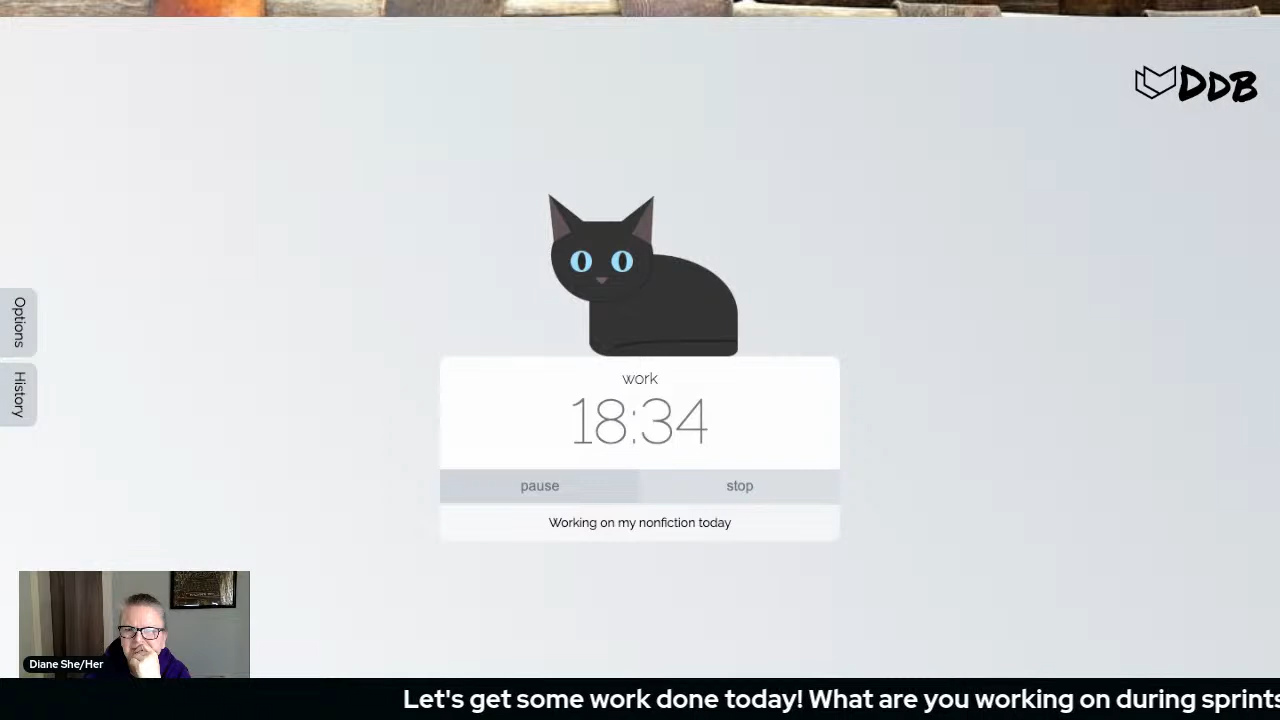 DDB
Options
History
work
18:34
pause
stop
Working on my nonfiction today
Diane She/Her
Let's get some work done today! What are you working on during sprints